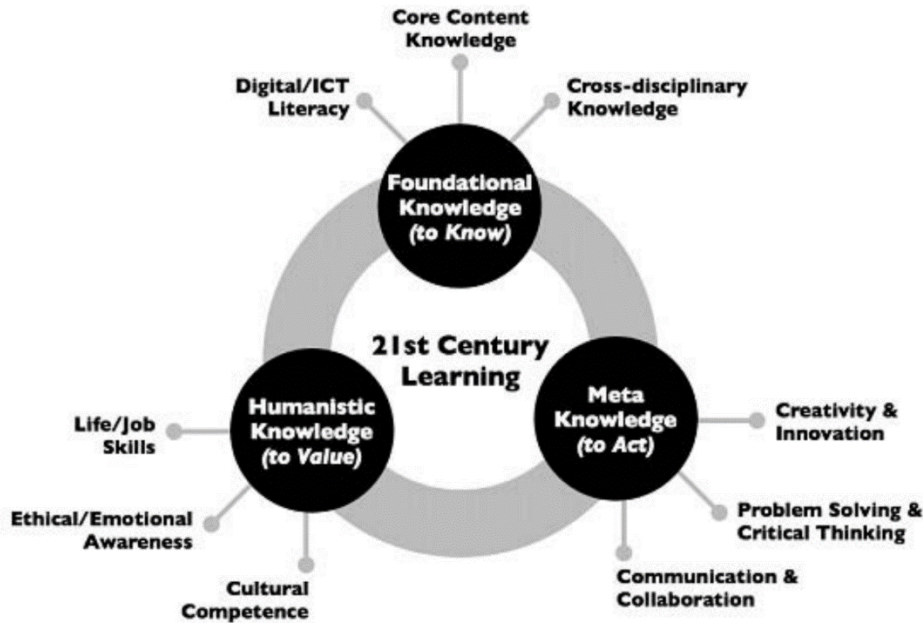 Core Content
Knowledge
Digital/ICT
Literacy
Cross-disciplinary
Knowledge
Foundational
Knowledge
(to Know)
21st Century
Learning
Humanistic
Knowledge
(to Value)
Meta
Knowledge
(to Act)
Life/Job
Skills
Ethical/Emotional
Awareness
Cultural
Competence
Creativity &
Innovation
Problem Solving &
Critical Thinking
Communication &
Collaboration